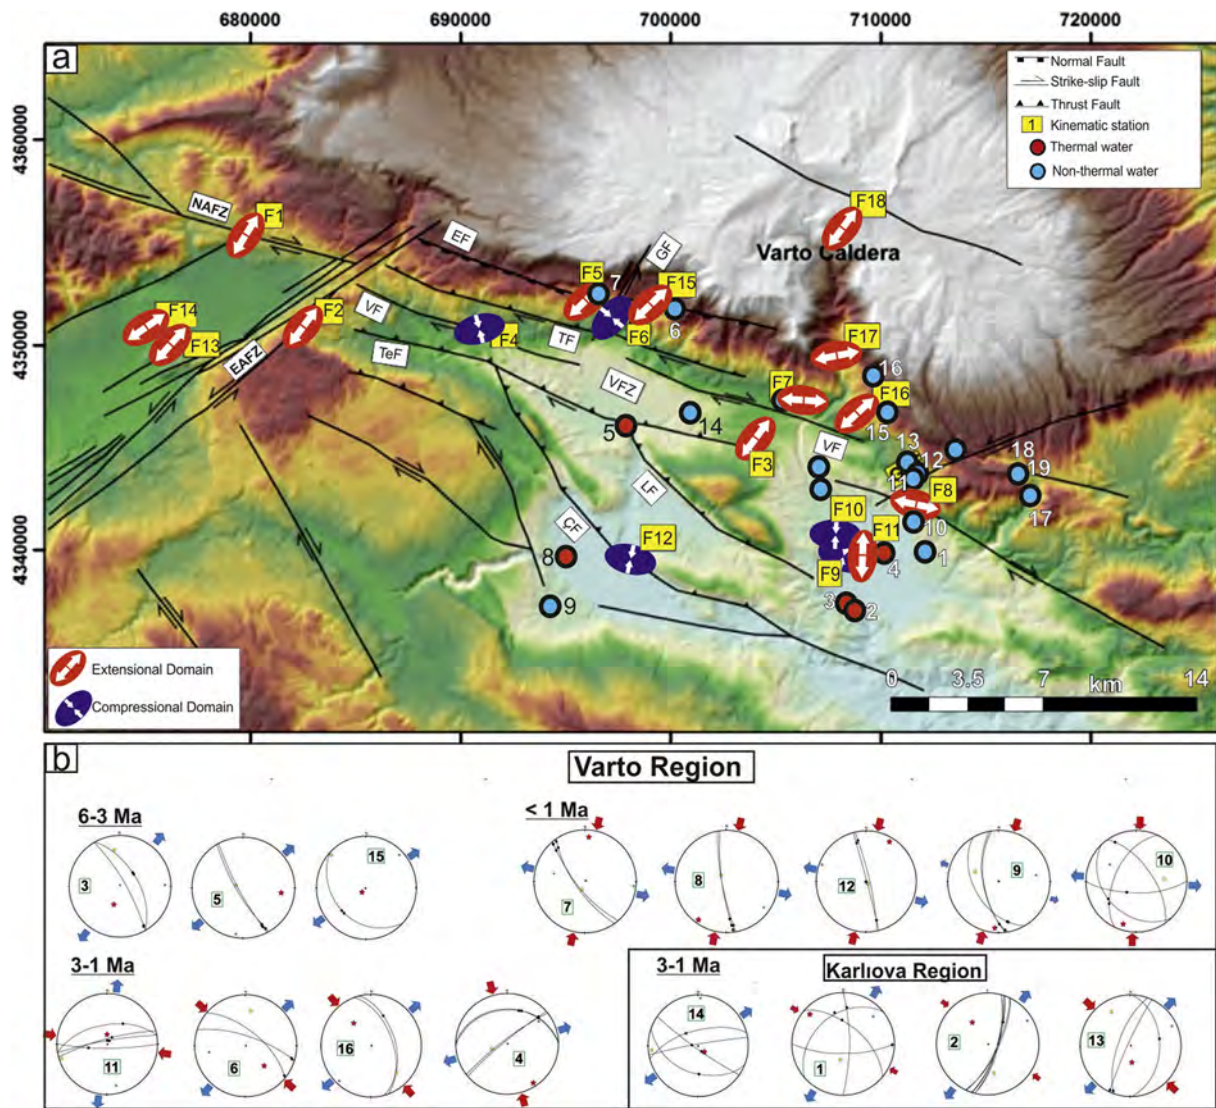 680000 690000 700000 710000 720000
a
Normal Fault
Strike-slip Fault
Thrust Fault
1 Kinematic station
Thermal water
Non-thermal water
4360000
NAFZ
F1
EF
GF
F18
Varto Caldera
F5
7
F15
F14
F2
VF
F4
TF
F6
6
F13
F17
4350000
EAFZ
TeF
VFZ
F7
16
F16
14
5
15
F3
VF
13
12
18
19
11
F8
17
LF
F10
10
ÇF
F12
F11
4340000
8
F9
4
1
9
3
2
Extensional Domain
Compressional Domain
0 3.5 7 km 14
b
Varto Region
6-3 Ma
< 1 Ma
3
5
15
7
8
12
9
10
3-1 Ma
3-1 Ma
Karlıova Region
11
6
16
4
14
1
2
13